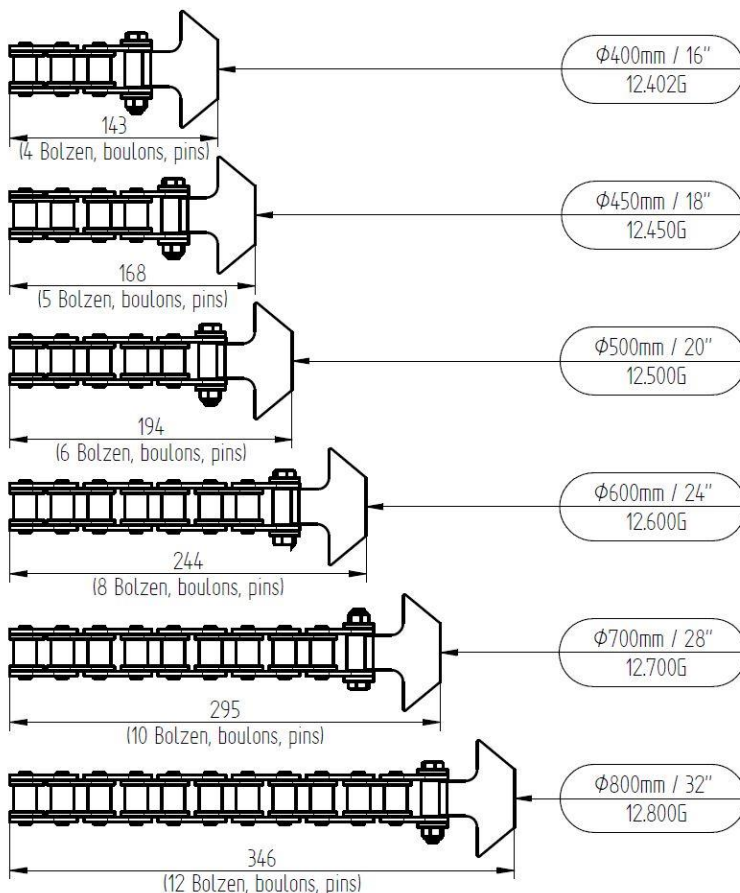 Φ400mm / 16"
12.402G
143
(4 Bolzen, boulons, pins)
Φ450mm / 18"
12.450G
168
(5 Bolzen, boulons, pins)
Φ500mm / 20"
12.500G
194
(6 Bolzen, boulons, pins)
Φ600mm / 24"
12.600G
244
(8 Bolzen, boulons, pins)
Φ700mm / 28"
12.700G
295
(10 Bolzen, boulons, pins)
Φ800mm / 32"
12.800G
346
(12 Bolzen, boulons, pins)